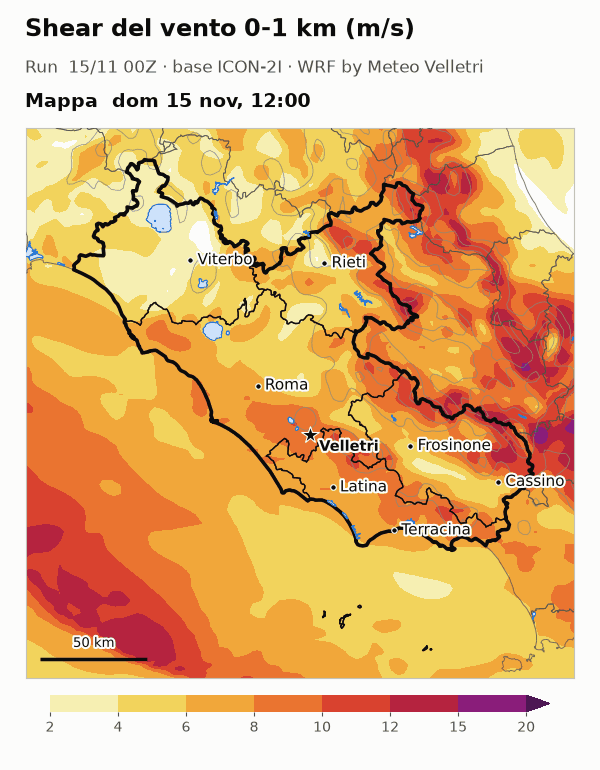 Shear del vento 0-1 km (m/s)
Run  15/11 00Z · base ICON-2I · WRF by Meteo Velletri
Mappa  dom 15 nov, 12:00
Viterbo
Rieti
Roma
Velletri
Frosinone
Latina
Cassino
Terracina
50 km
2 4 6 8 10 12 15 20